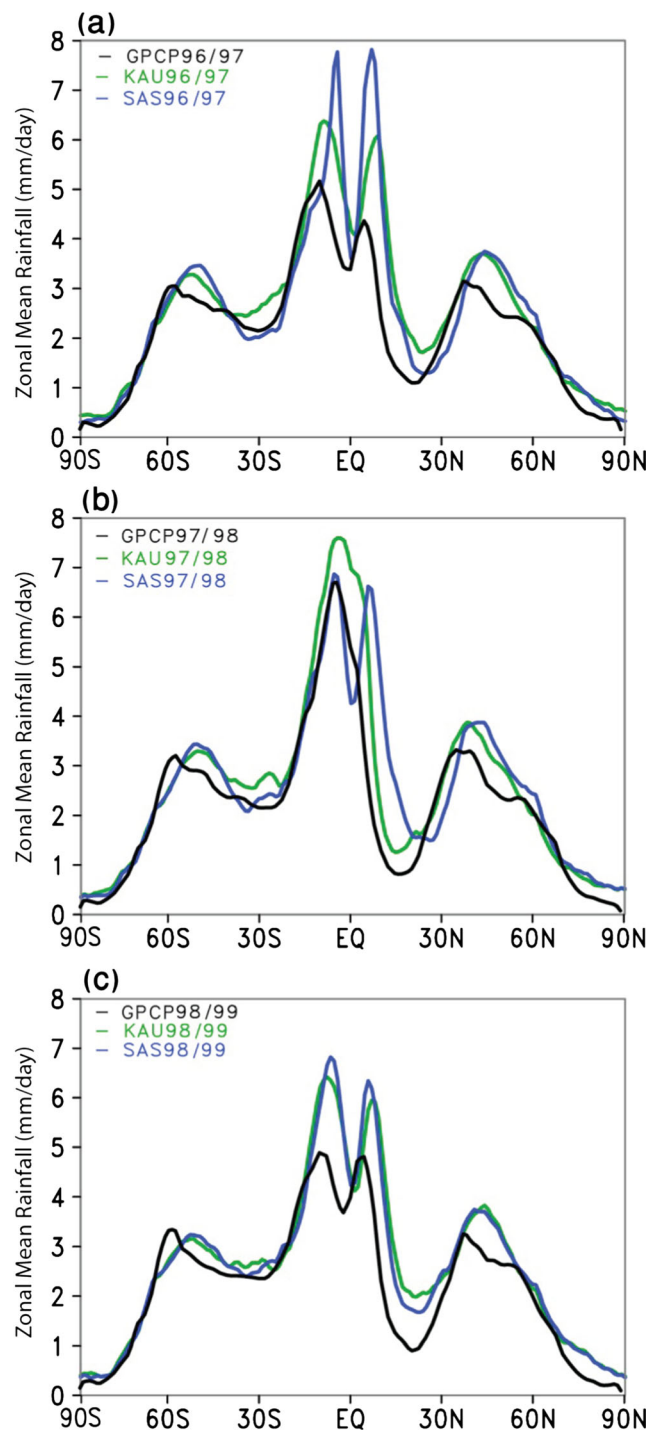 (a)
Zonal Mean Rainfall (mm/day)
8
7
6
5
4
3
2
1
0
— GPCP96/97
— KAU96/97
— SAS96/97
90S 60S 30S EQ 30N 60N 90N
(b)
Zonal Mean Rainfall (mm/day)
8
7
6
5
4
3
2
1
0
— GPCP97/98
— KAU97/98
— SAS97/98
90S 60S 30S EQ 30N 60N 90N
(c)
Zonal Mean Rainfall (mm/day)
8
7
6
5
4
3
2
1
0
— GPCP98/99
— KAU98/99
— SAS98/99
90S 60S 30S EQ 30N 60N 90N